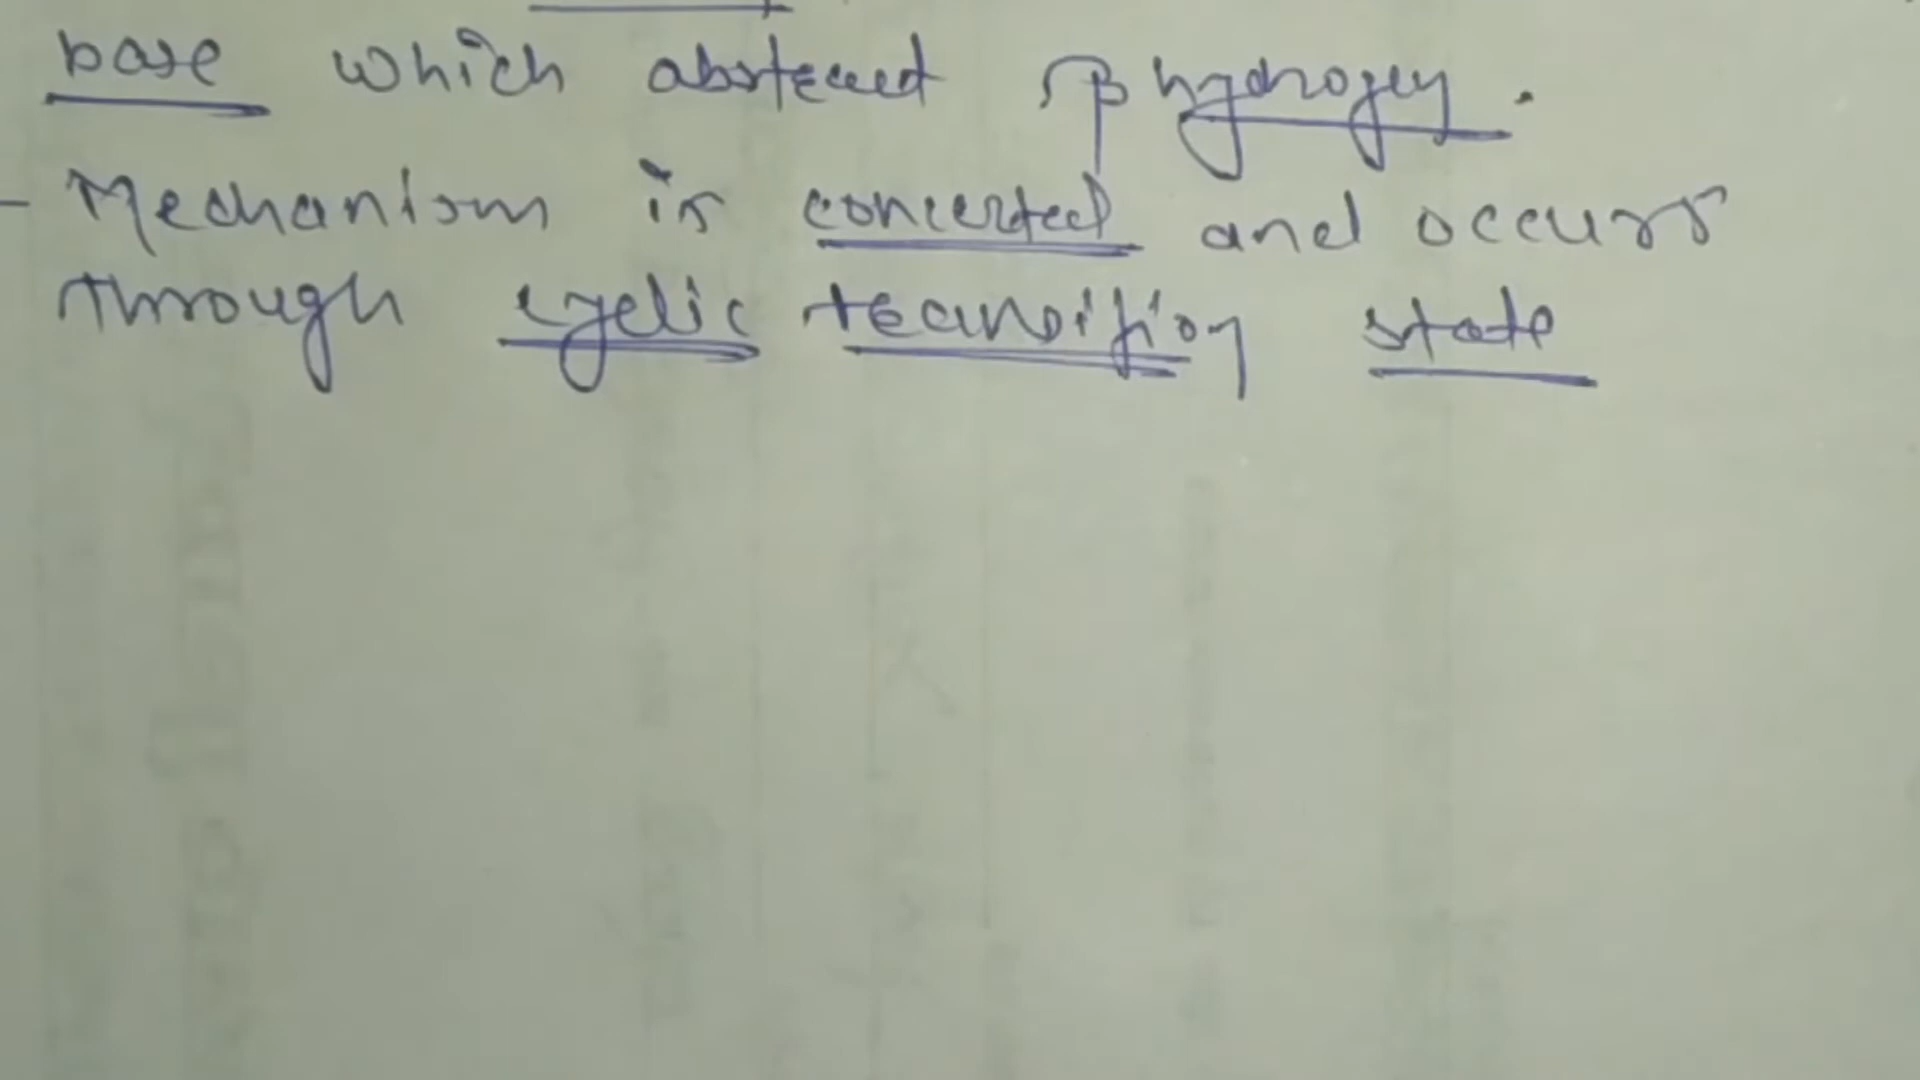 base which abstract β hydrogen.
- Mechanism is concerted and occurs
through cyclic transition state